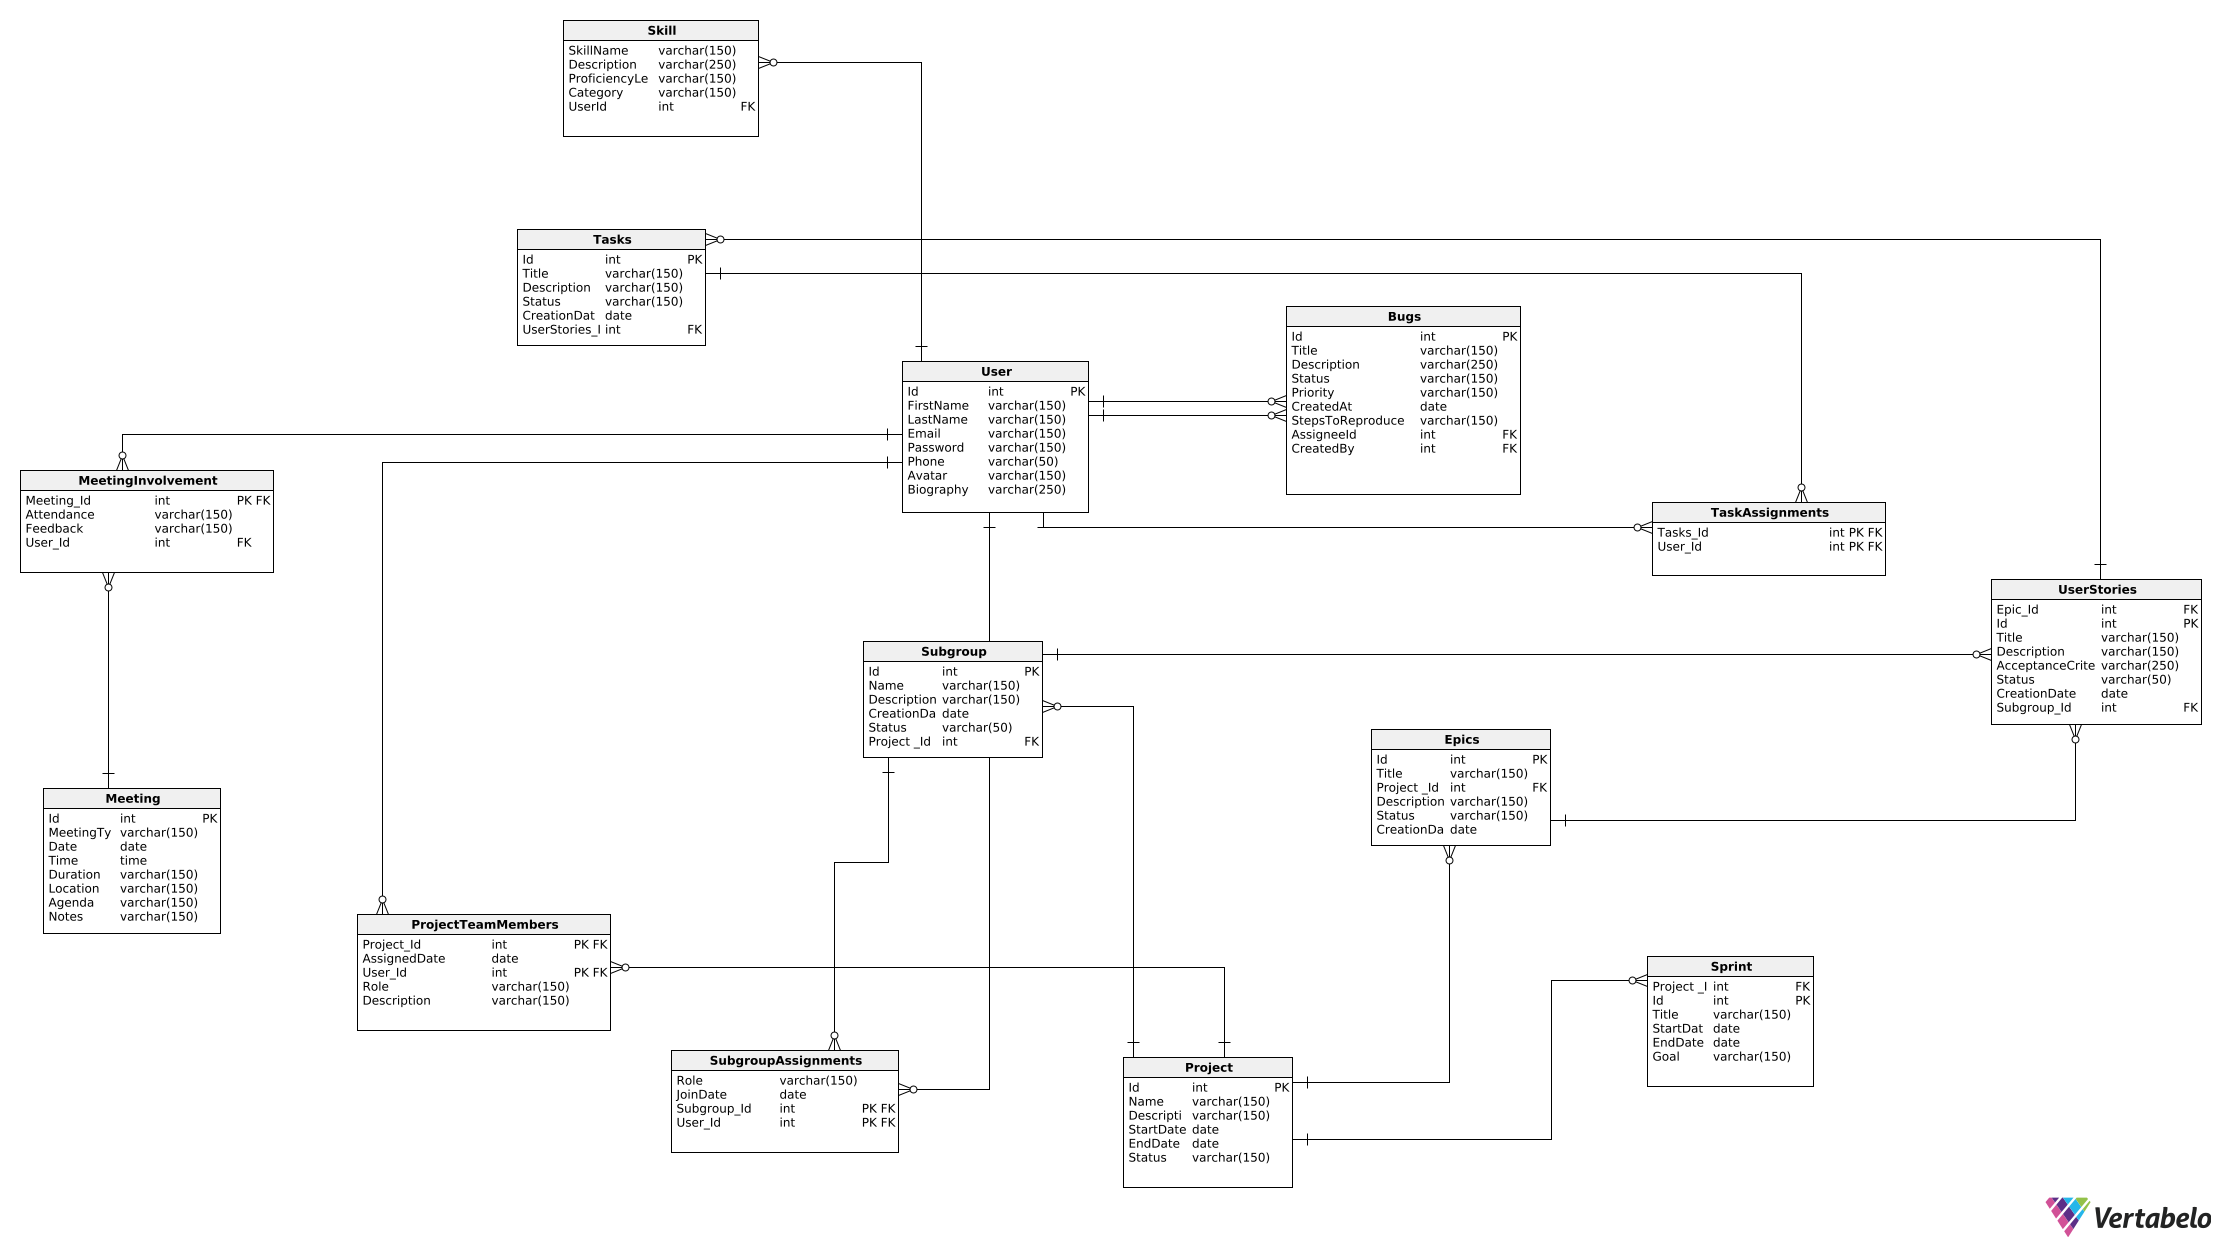 Skill
SkillName varchar(150)
Description varchar(250)
ProficiencyLe varchar(150)
Category varchar(150)
UserId int FK
Tasks
Id int PK
Title varchar(150)
Description varchar(150)
Status varchar(150)
CreationDat date
UserStories_I int FK
Bugs
Id int PK
Title varchar(150)
Description varchar(250)
Status varchar(150)
Priority varchar(150)
CreatedAt date
StepsToReproduce varchar(150)
AssigneeId int FK
CreatedBy int FK
User
Id int PK
FirstName varchar(150)
LastName varchar(150)
Email varchar(150)
Password varchar(150)
Phone varchar(50)
Avatar varchar(150)
Biography varchar(250)
MeetingInvolvement
Meeting_Id int PK FK
Attendance varchar(150)
Feedback varchar(150)
User_Id int FK
TaskAssignments
Tasks_Id int PK FK
User_Id int PK FK
UserStories
Epic_Id int FK
Id int PK
Title varchar(150)
Description varchar(150)
AcceptanceCrite varchar(250)
Status varchar(50)
CreationDate date
Subgroup_Id int FK
Subgroup
Id int PK
Name varchar(150)
Description varchar(150)
CreationDa date
Status varchar(50)
Project _Id int FK
Epics
Id int PK
Title varchar(150)
Project _Id int FK
Description varchar(150)
Status varchar(150)
CreationDa date
Meeting
Id int PK
MeetingTy varchar(150)
Date date
Time time
Duration varchar(150)
Location varchar(150)
Agenda varchar(150)
Notes varchar(150)
ProjectTeamMembers
Project_Id int PK FK
AssignedDate date
User_Id int PK FK
Role varchar(150)
Description varchar(150)
Sprint
Project _I int FK
Id int PK
Title varchar(150)
StartDat date
EndDate date
Goal varchar(150)
SubgroupAssignments
Role varchar(150)
JoinDate date
Subgroup_Id int PK FK
User_Id int PK FK
Project
Id int PK
Name varchar(150)
Descripti varchar(150)
StartDate date
EndDate date
Status varchar(150)
Vertabelo